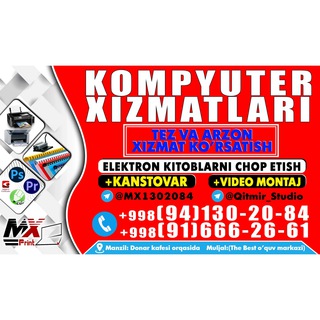 KOMPYUTER
XIZMATLARI
TEZ VA ARZON
XIZMAT KO'RSATISH
ELEKTRON KITOBLARNI CHOP ETISH
+KANSTOVAR +VIDEO MONTAJ
@MX1302084 @Qitmir_Studio
+998(94)130-20-84
+998(91)666-26-61
Manzil: Donar kafesi orqasida Muljal:(The Best o'quv markazi)
Ps
Pr
MX
Print